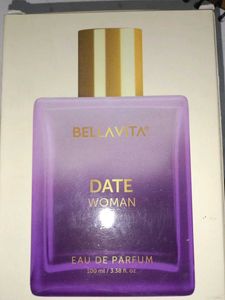 BELLAVITA®
DATE
WOMAN
EAU DE PARFUM
100 ml / 3.38 fl. oz